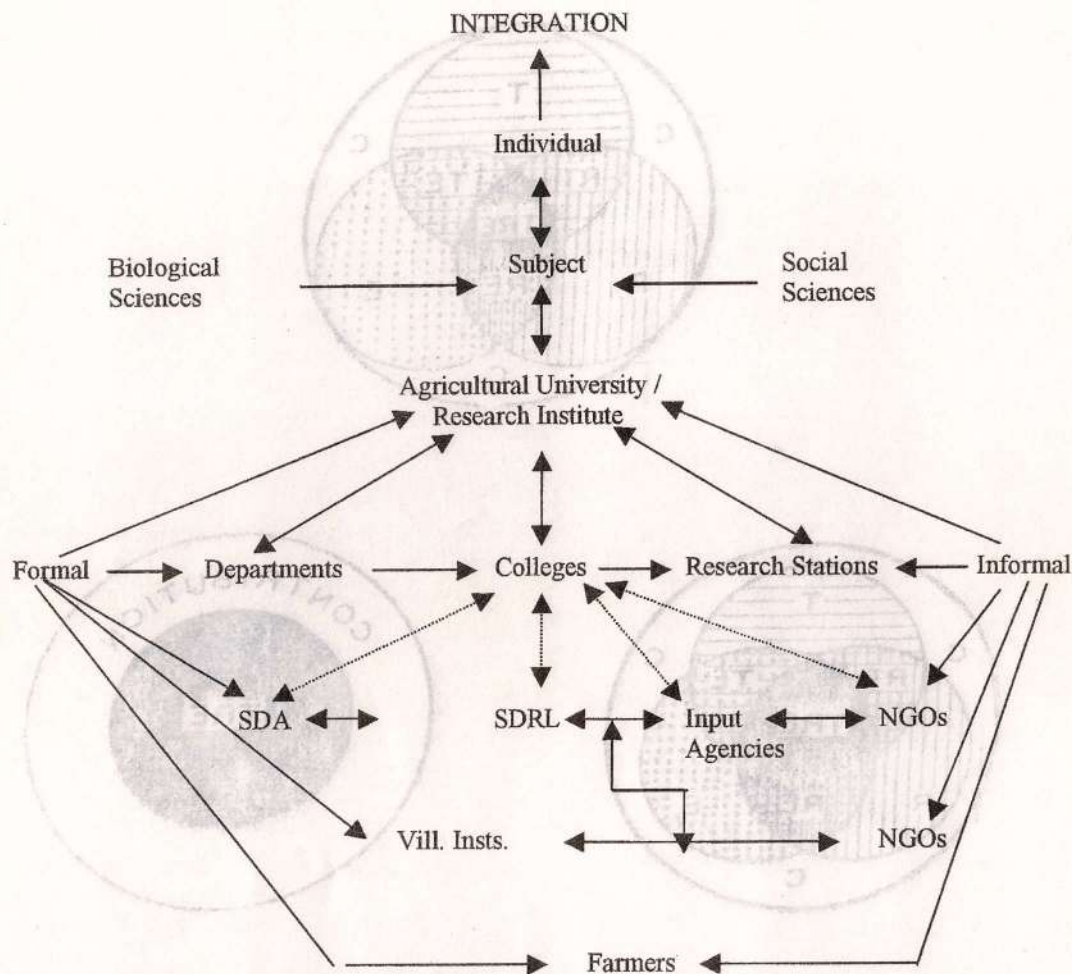 INTEGRATION
Individual
Biological
Sciences
Subject
Social
Sciences
Agricultural University /
Research Institute
Formal
Departments
Colleges
Research Stations
Informal
SDA
SDRL
Input
Agencies
NGOs
Vill. Insts.
NGOs
Farmers